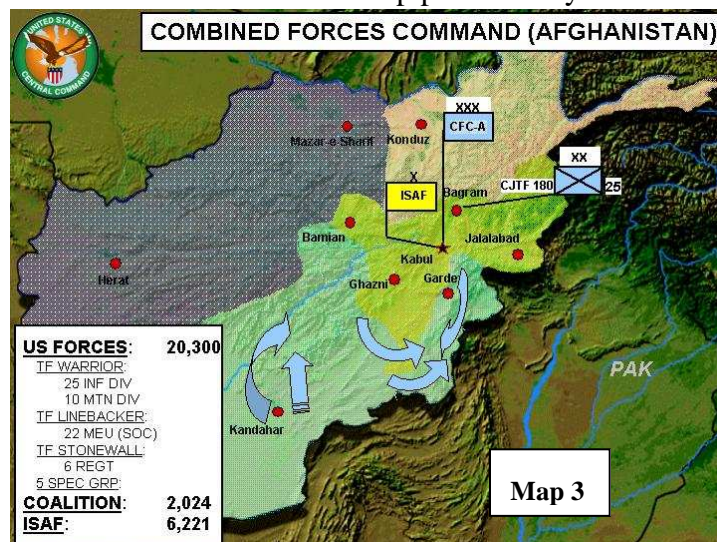 UNITED STATES
CENTRAL COMMAND
COMBINED FORCES COMMAND (AFGHANISTAN)
XXX
CFC-A
Mazar-e Sharif
Konduz
XX
CJTF 180
25
X
ISAF
Bagram
Bamian
Jalalabad
Kabul
Herat
Ghazni
Garde
US FORCES: 20,300
TF WARRIOR:
25 INF DIV
10 MTN DIV
TF LINEBACKER:
22 MEU (SOC)
TF STONEWALL:
6 REGT
5 SPEC GRP:
COALITION: 2,024
ISAF: 6,221
PAK
Kandahar
Map 3